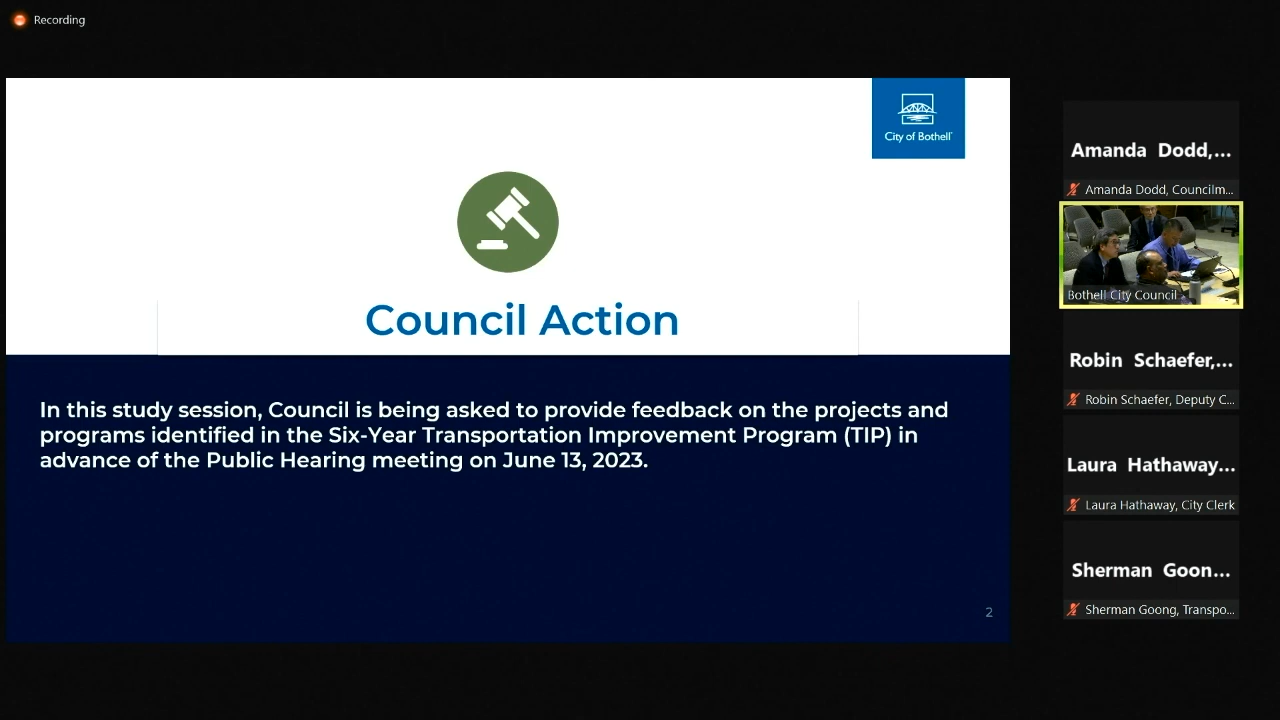 Recording
City of Bothell
Council Action
In this study session, Council is being asked to provide feedback on the projects and
programs identified in the Six-Year Transportation Improvement Program (TIP) in
advance of the Public Hearing meeting on June 13, 2023.
2
Amanda Dodd,...
Amanda Dodd, Councilm...
Bothell City Council
Robin Schaefer,...
Robin Schaefer, Deputy C...
Laura Hathaway...
Laura Hathaway, City Clerk
Sherman Goon...
Sherman Goong, Transpo...